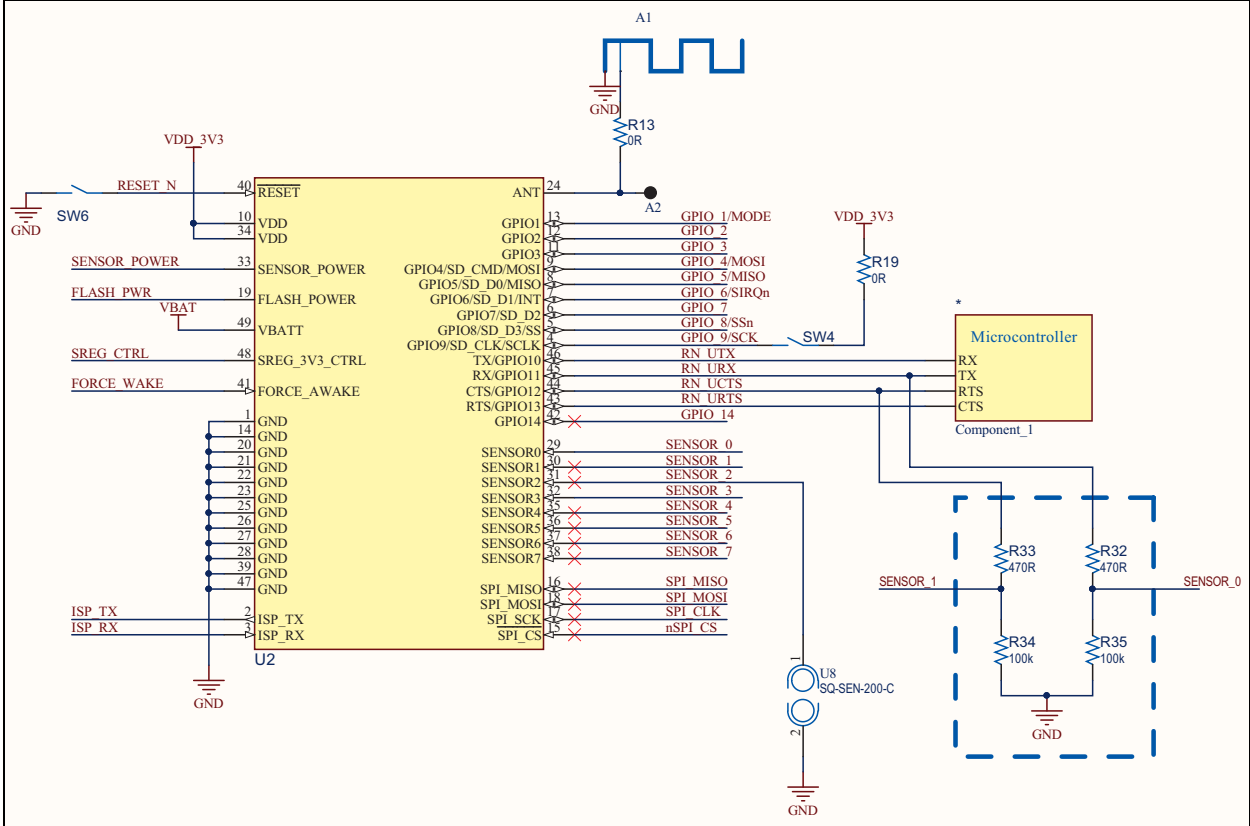 A1
GND
R13
0R
VDD_3V3
RESET_N
40
RESET
ANT
24
A2
SW6
GND
10
VDD
34
VDD
SENSOR_POWER
33
SENSOR_POWER
FLASH_PWR
19
FLASH_POWER
VBAT
49
VBATT
SREG_CTRL
48
SREG_3V3_CTRL
FORCE_WAKE
41
FORCE_AWAKE
1
GND
14
GND
20
GND
21
GND
22
GND
23
GND
25
GND
26
GND
27
GND
28
GND
39
GND
47
GND
ISP_TX
2
ISP_TX
ISP_RX
3
ISP_RX
U2
GND
GPIO1
13
GPIO_1/MODE
GPIO2
12
GPIO_2
GPIO3
11
GPIO_3
GPIO4/SD_CMD/MOSI
9
GPIO_4/MOSI
GPIO5/SD_D0/MISO
8
GPIO_5/MISO
GPIO6/SD_D1/INT
7
GPIO_6/SIRQn
GPIO7/SD_D2
6
GPIO_7
GPIO8/SD_D3/SS
5
GPIO_8/SSn
GPIO9/SD_CLK/SCLK
4
GPIO_9/SCK
TX/GPIO10
46
RN_UTX
RX/GPIO11
45
RN_URX
CTS/GPIO12
44
RN_UCTS
RTS/GPIO13
43
RN_URTS
GPIO14
42
GPIO_14
SENSOR0
29
SENSOR_0
SENSOR1
30
SENSOR_1
SENSOR2
31
SENSOR_2
SENSOR3
32
SENSOR_3
SENSOR4
35
SENSOR_4
SENSOR5
36
SENSOR_5
SENSOR6
37
SENSOR_6
SENSOR7
38
SENSOR_7
SPI_MISO
16
SPI_MISO
SPI_MOSI
18
SPI_MOSI
SPI_SCK
17
SPI_CLK
SPI_CS
15
nSPI_CS
VDD_3V3
R19
0R
SW4
*
Microcontroller
RX
TX
RTS
CTS
Component_1
1
U8
SQ-SEN-200-C
2
GND
R33
470R
R32
470R
SENSOR_1
SENSOR_0
R34
100k
R35
100k
GND